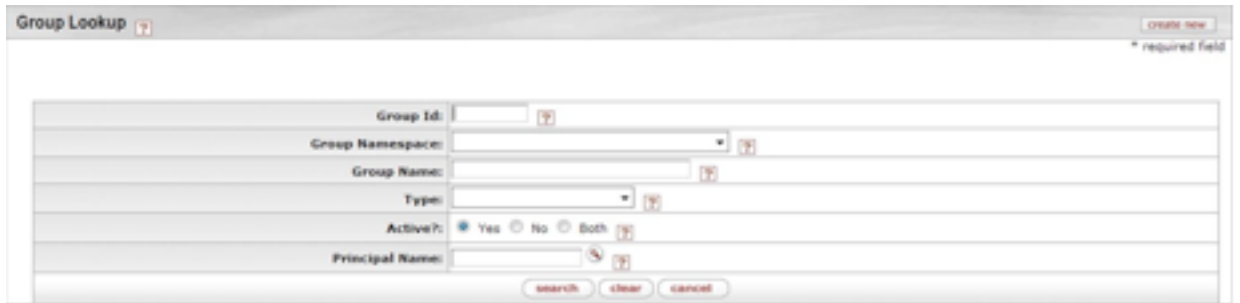 Group Lookup ? create new
* required field
Group Id: ?
Group Namespace: ?
Group Name: ?
Type: ?
Active?: Yes No Both ?
Principal Name: ?
search clear cancel